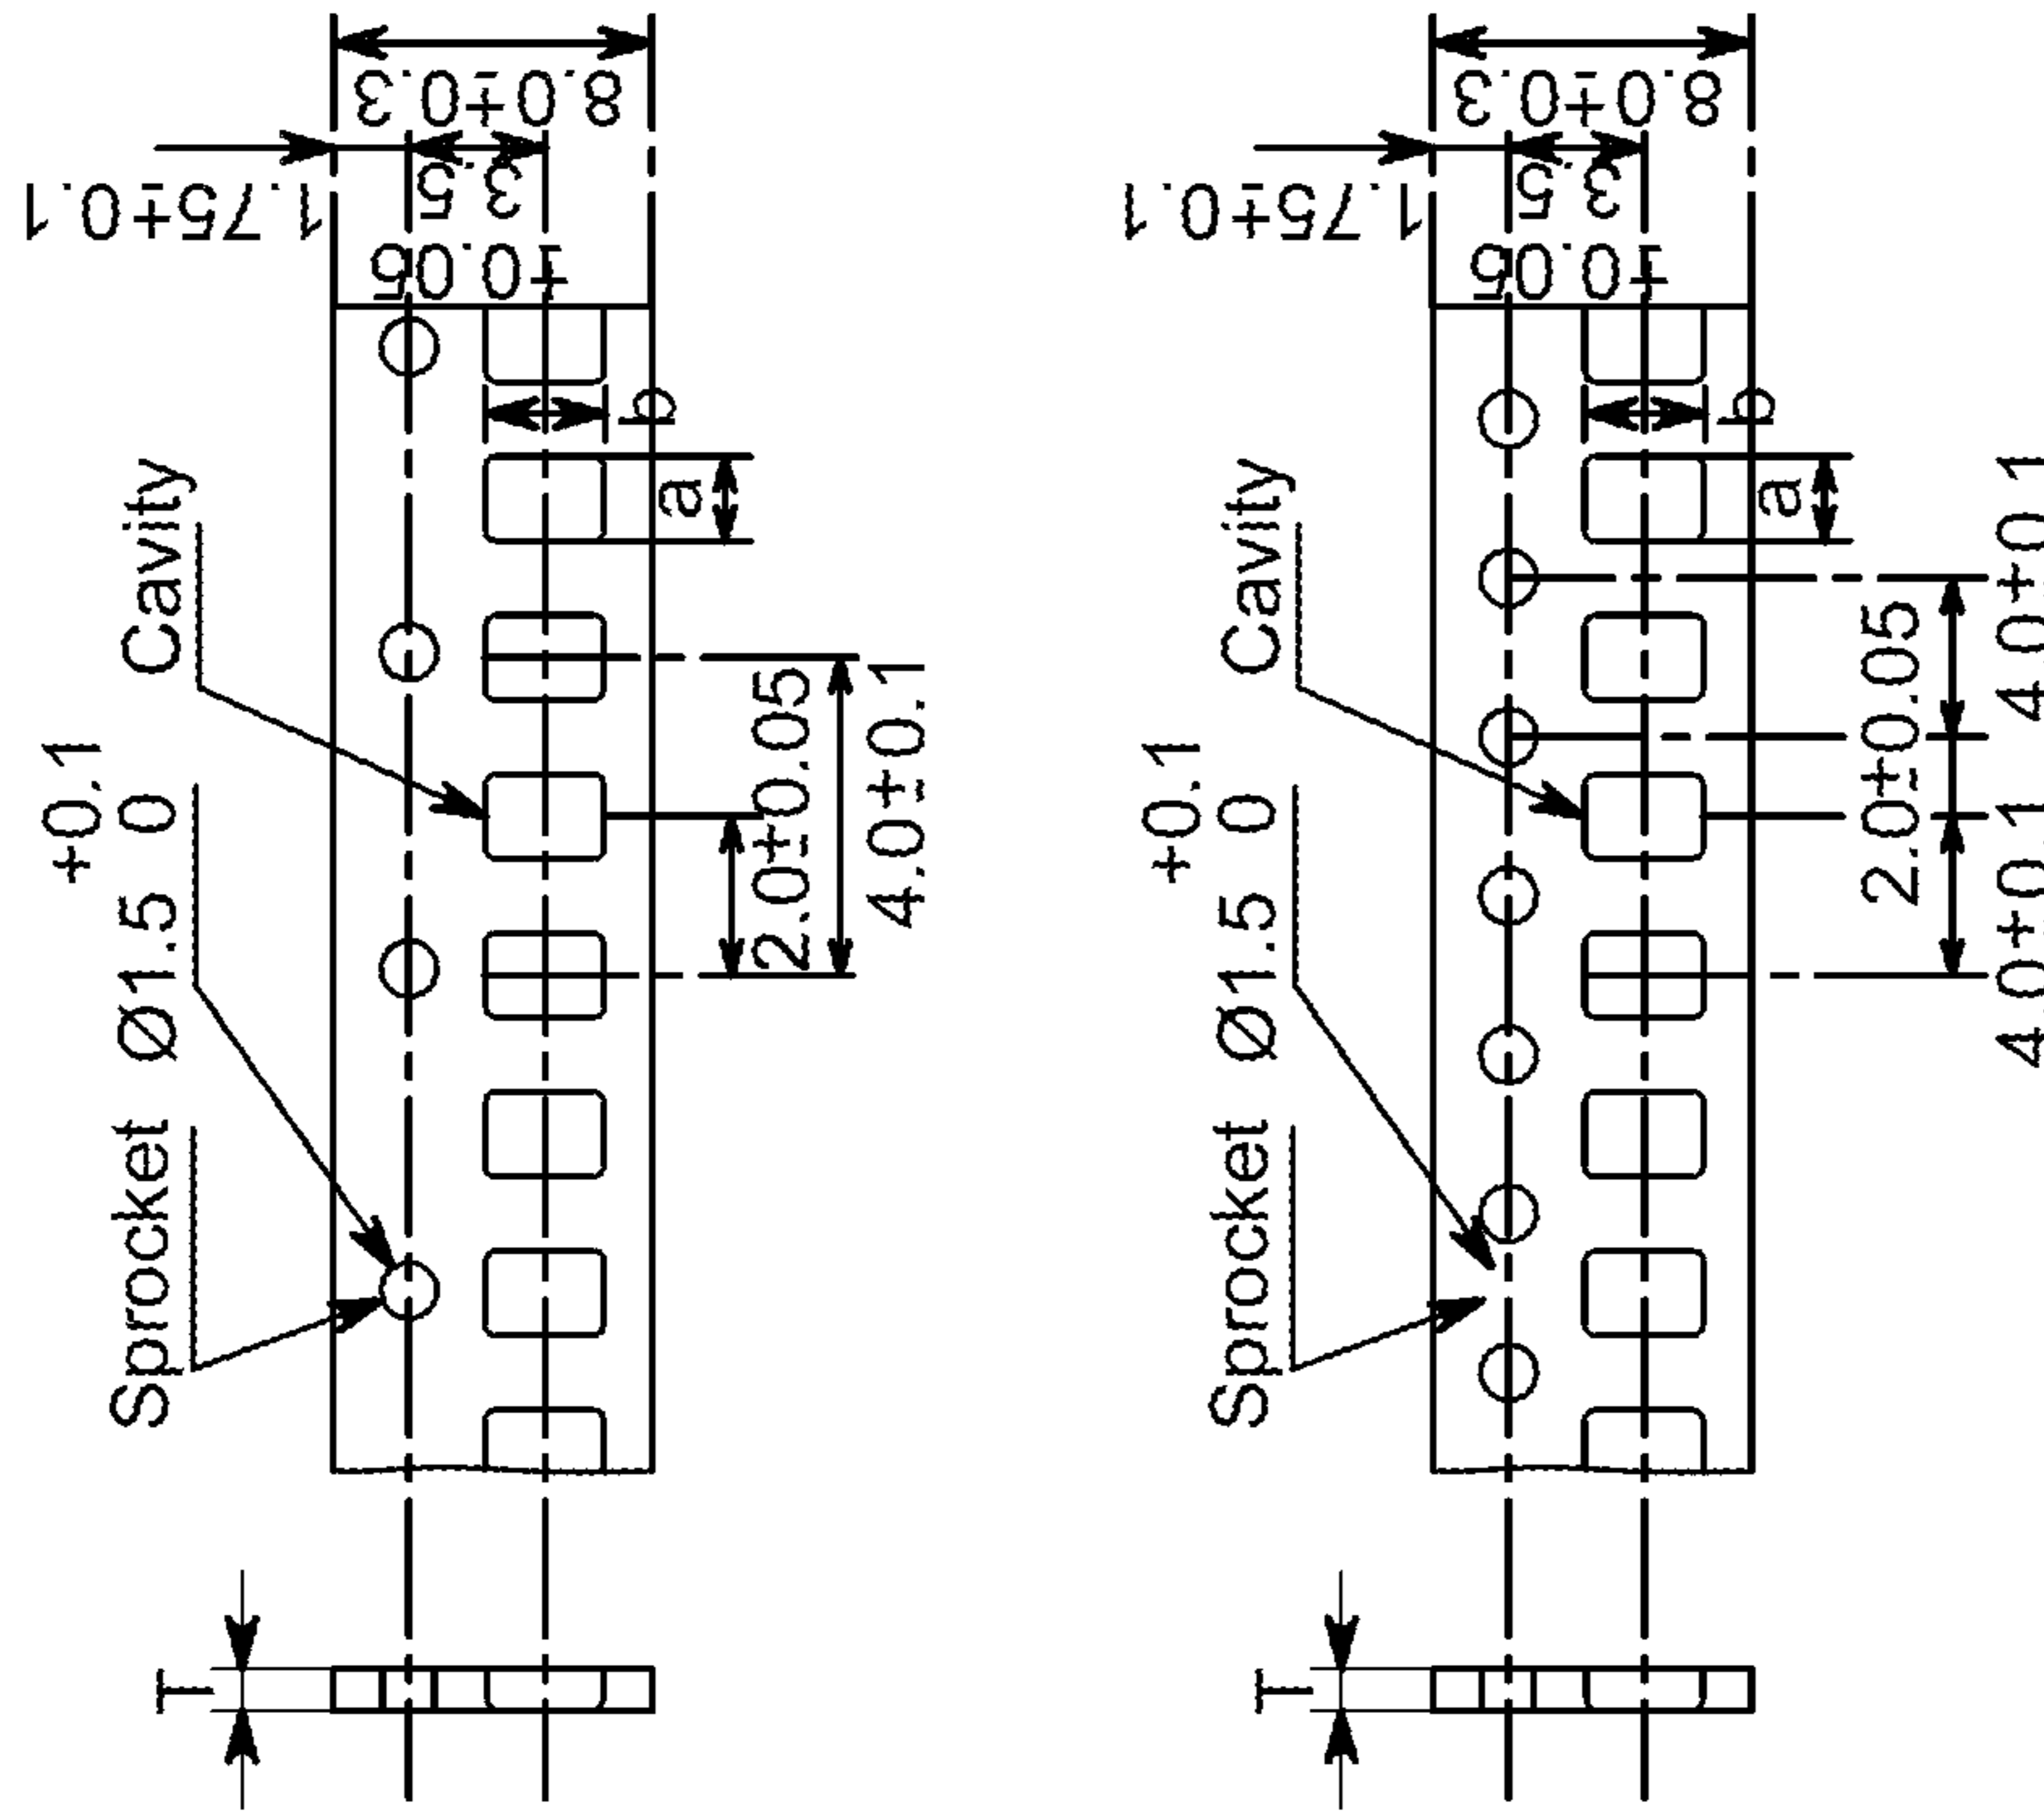 8.0±0.3
1.75±0.1
3.5
±0.05
b
a
Cavity
+0.1
Ø1.5 0
Sprocket
2.0±0.05
4.0±0.1
T
8.0±0.3
1.75±0.1
3.5
±0.05
b
a
Cavity
+0.1
Ø1.5 0
Sprocket
2.0±0.05
4.0±0.1 4.0±0.1
T